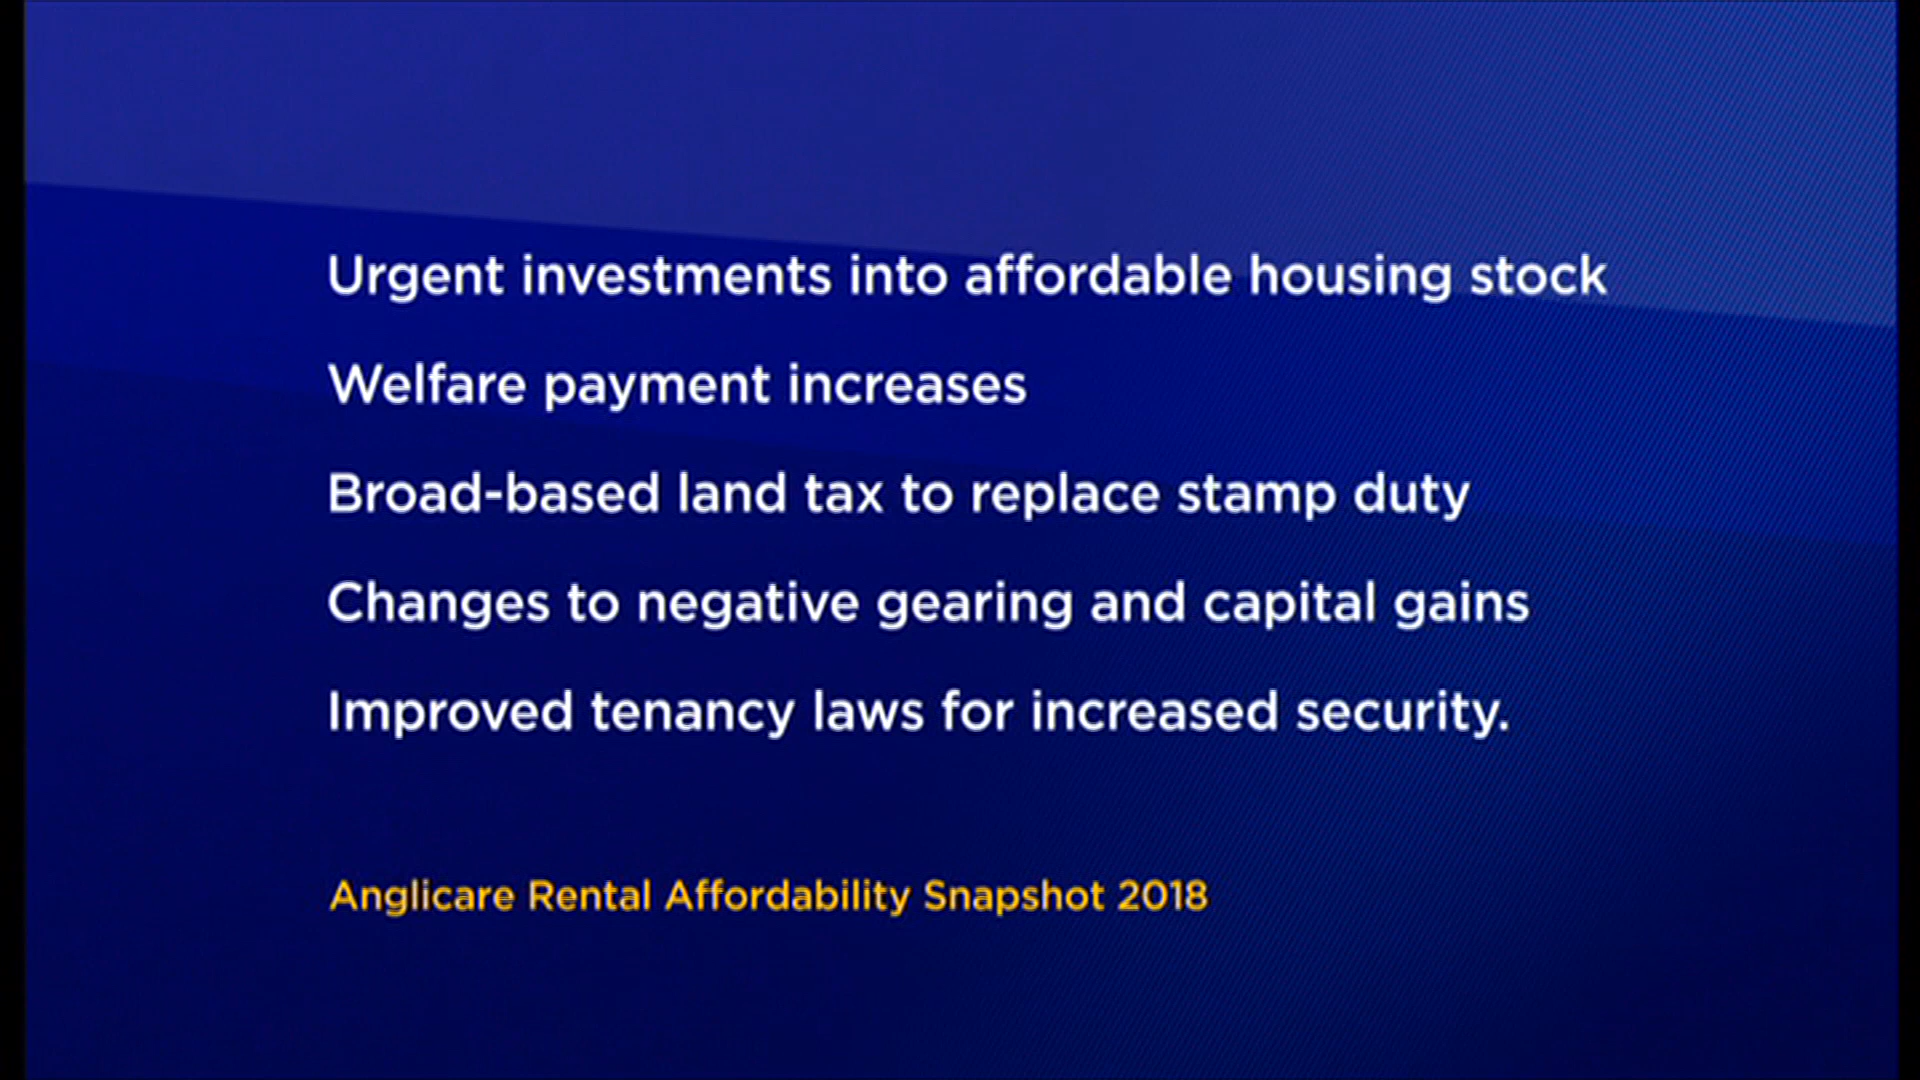 Urgent investments into affordable housing stock
Welfare payment increases
Broad-based land tax to replace stamp duty
Changes to negative gearing and capital gains
Improved tenancy laws for increased security.
Anglicare Rental Affordability Snapshot 2018